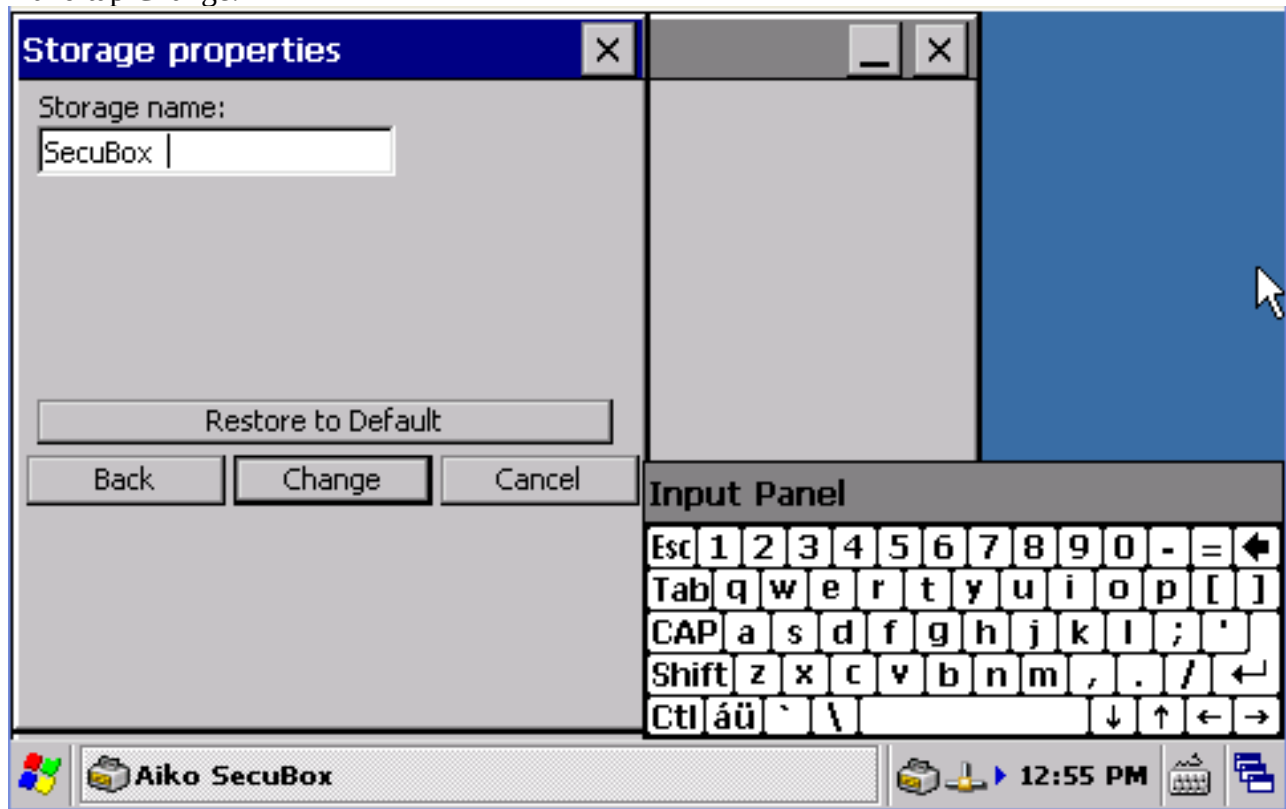 Storage properties
Storage name:
SecuBox
Restore to Default
Back Change Cancel
Input Panel
Esc 1 2 3 4 5 6 7 8 9 0 - =
Tab q w e r t y u i o p [ ]
CAP a s d f g h j k l ; '
Shift z x c v b n m , . /
Ctl áü ` \ ↓ ↑ ← →
Aiko SecuBox 12:55 PM